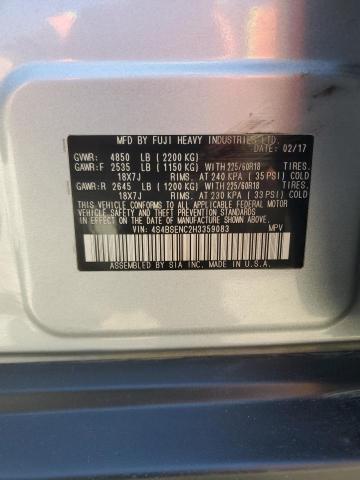 MFD BY FUJI HEAVY INDUSTRIES LTD.
DATE: 02/17
GVWR: 4850 LB (2200 KG)
GAWR:F 2535 LB (1150 KG) WITH 225/60R18 TIRES.
18X7J RIMS. AT 240 KPA (35 PSI) COLD
GAWR:R 2645 LB (1200 KG) WITH 225/60R18 TIRES.
18X7J RIMS. AT 230 KPA (33 PSI) COLD
THIS VEHICLE CONFORMS TO ALL APPLICABLE
FEDERAL MOTOR VEHICLE SAFETY STANDARDS
IN EFFECT ON THE DATE OF
MANUFACTURE SHOWN ABOVE.
VIN: 4S4BSENC2H3359083 MPV
ASSEMBLED BY SIA INC. MADE IN U.S.A.